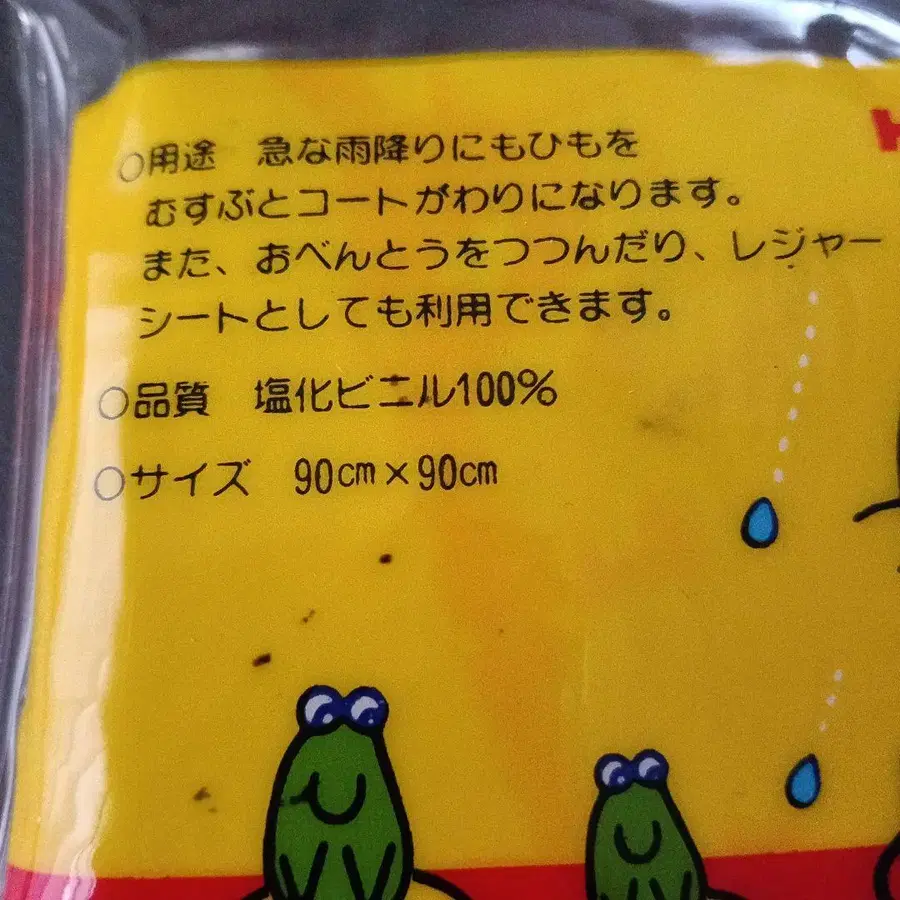 ○用途　急な雨降りにもひもを
むすぶとコートがわりになります。
また、おべんとうをつつんだり、レジャー
シートとしても利用できます。
○品質　塩化ビニル100%
○サイズ　90cm×90cm